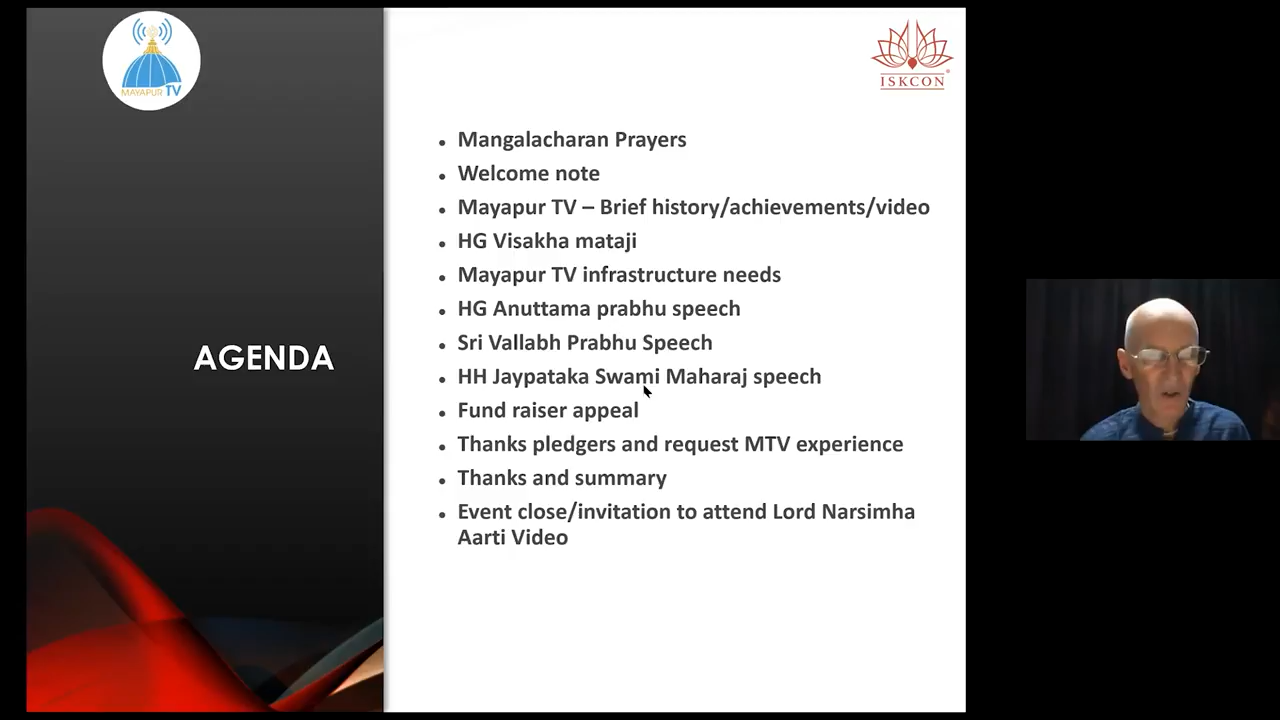 MAYAPUR TV
ISKCON
AGENDA
• Mangalacharan Prayers
• Welcome note
• Mayapur TV – Brief history/achievements/video
• HG Visakha mataji
• Mayapur TV infrastructure needs
• HG Anuttama prabhu speech
• Sri Vallabh Prabhu Speech
• HH Jaypataka Swami Maharaj speech
• Fund raiser appeal
• Thanks pledgers and request MTV experience
• Thanks and summary
• Event close/invitation to attend Lord Narsimha
Aarti Video